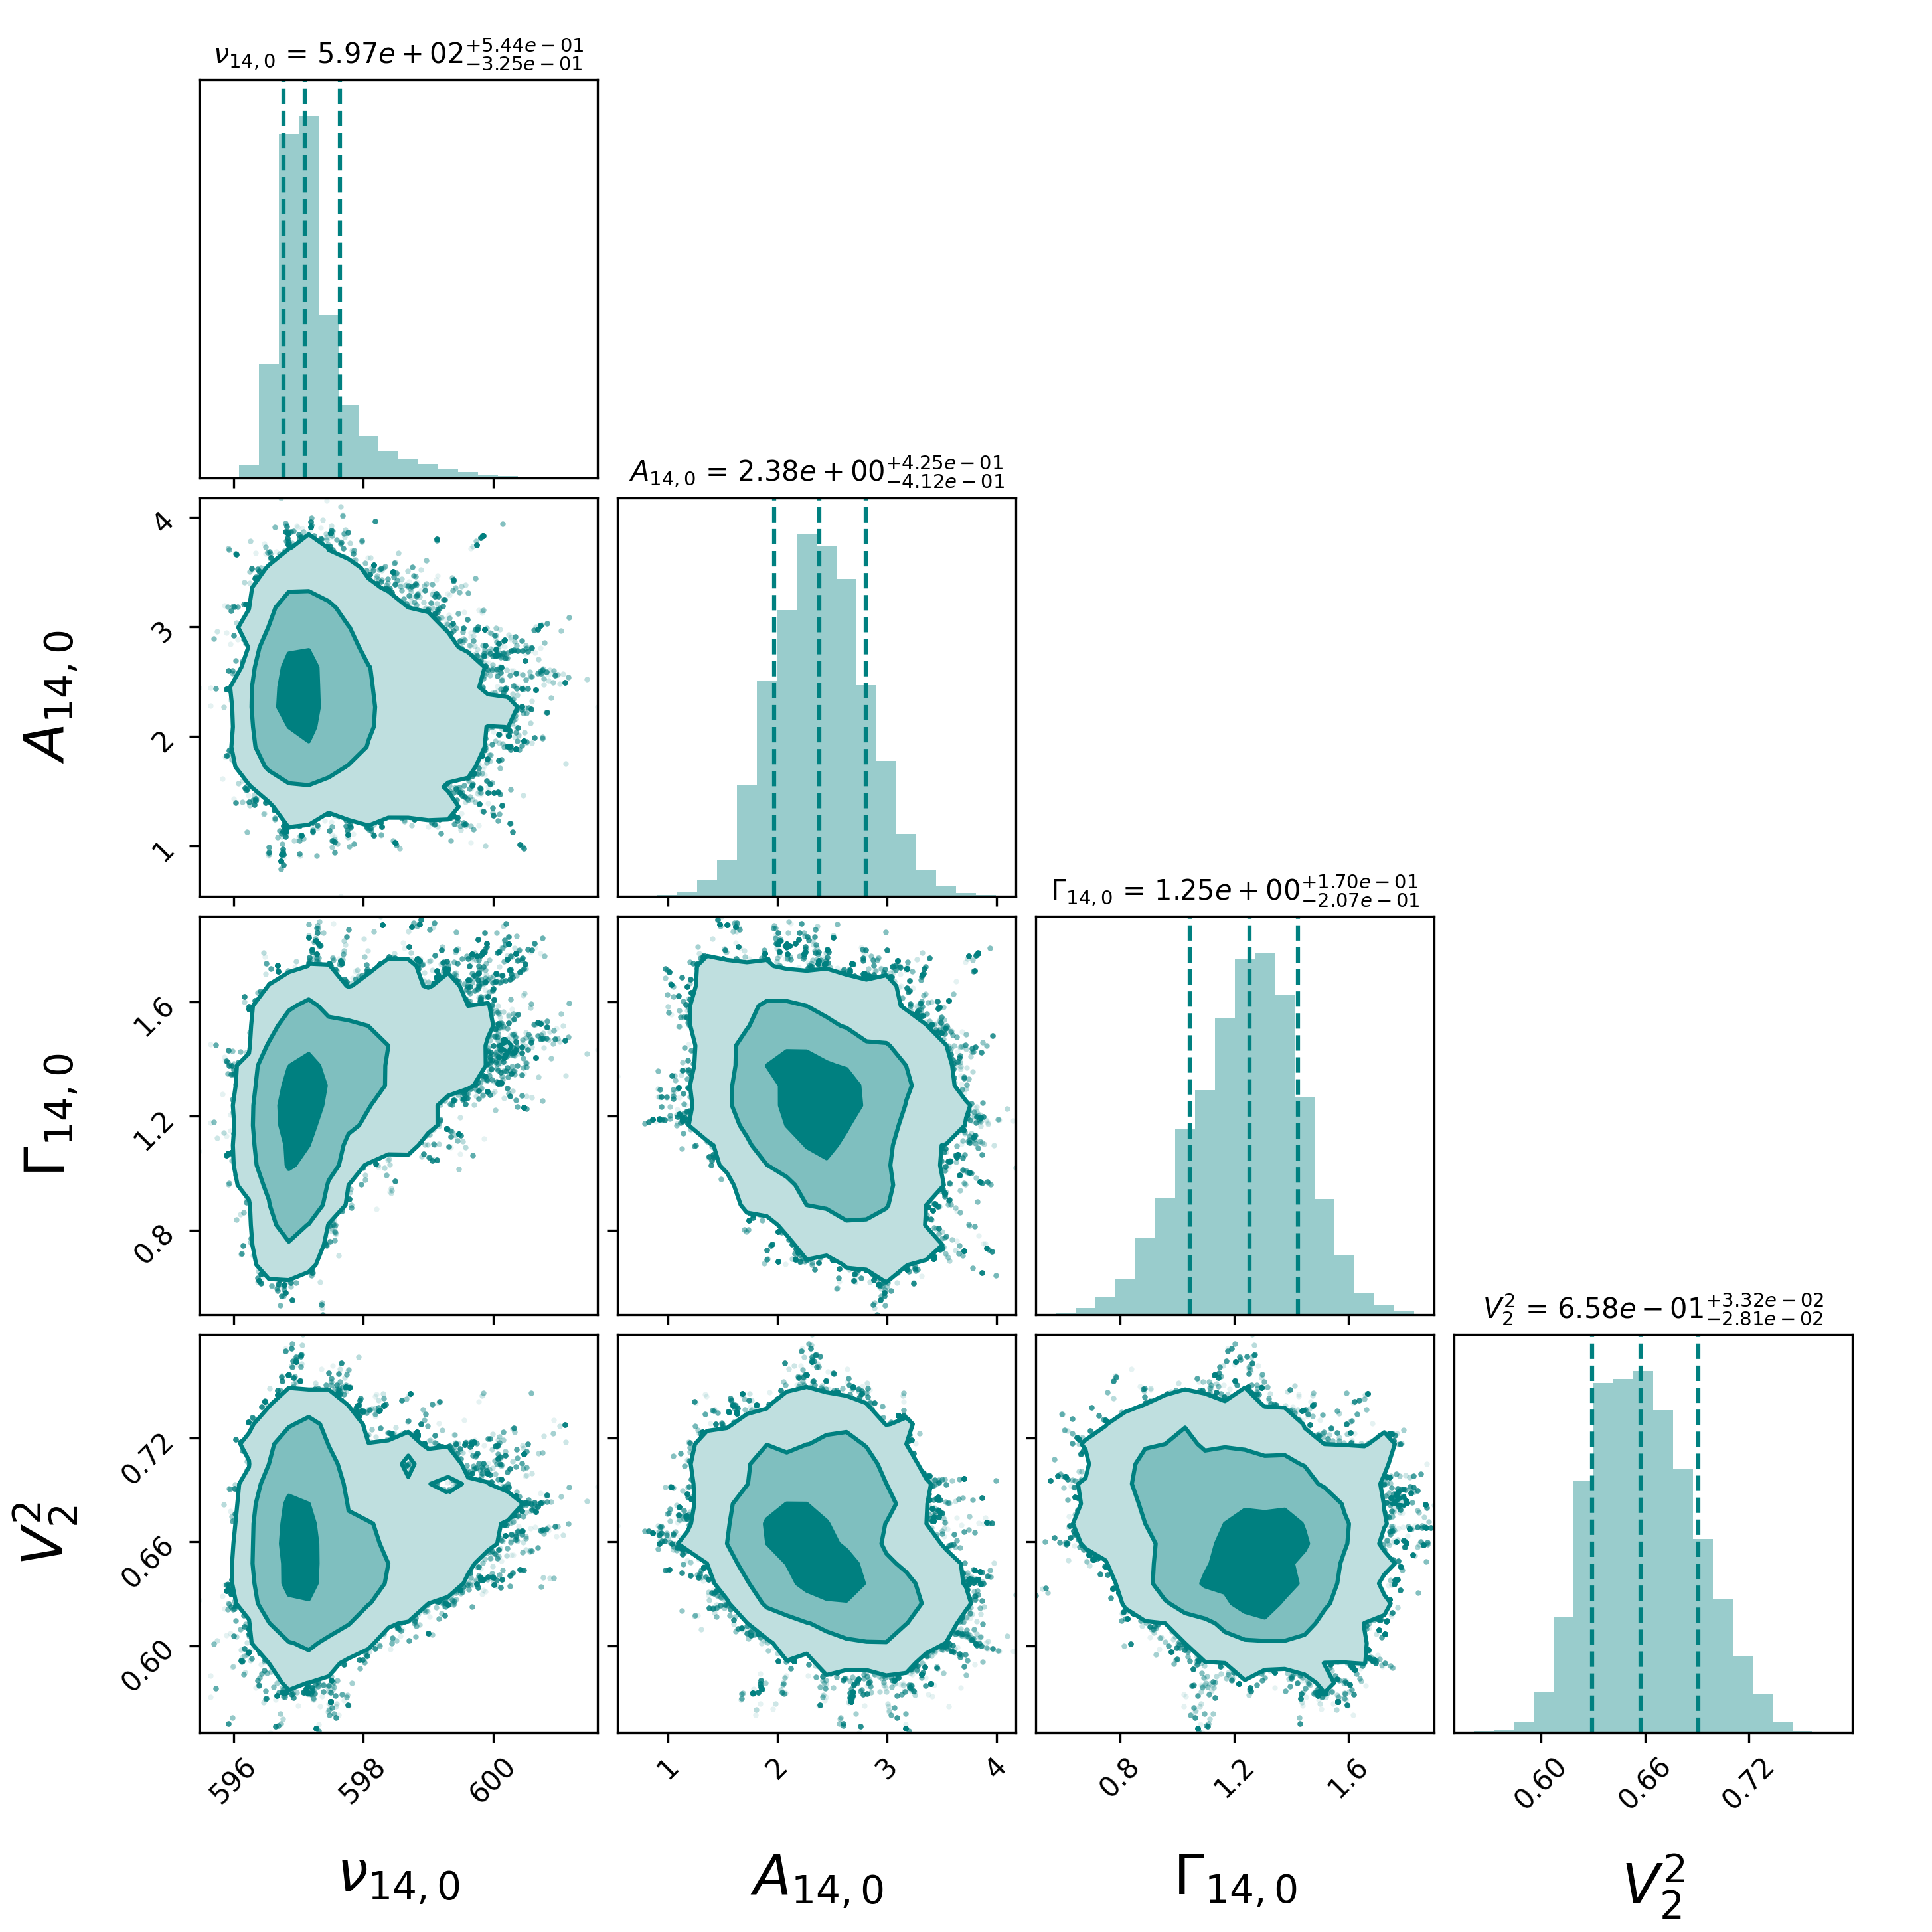 ν₁₄,₀ = 5.97e + 02 +5.44e − 01 −3.25e − 01
A₁₄,₀ = 2.38e + 00 +4.25e − 01 −4.12e − 01
4
3
2
1
A₁₄,₀
Γ₁₄,₀ = 1.25e + 00 +1.70e − 01 −2.07e − 01
1.6
1.2
0.8
Γ₁₄,₀
V₂² = 6.58e − 01 +3.32e − 02 −2.81e − 02
0.72
0.66
0.60
V₂²
596 598 600 1 2 3 4 0.8 1.2 1.6 0.60 0.66 0.72
ν₁₄,₀ A₁₄,₀ Γ₁₄,₀ V₂²